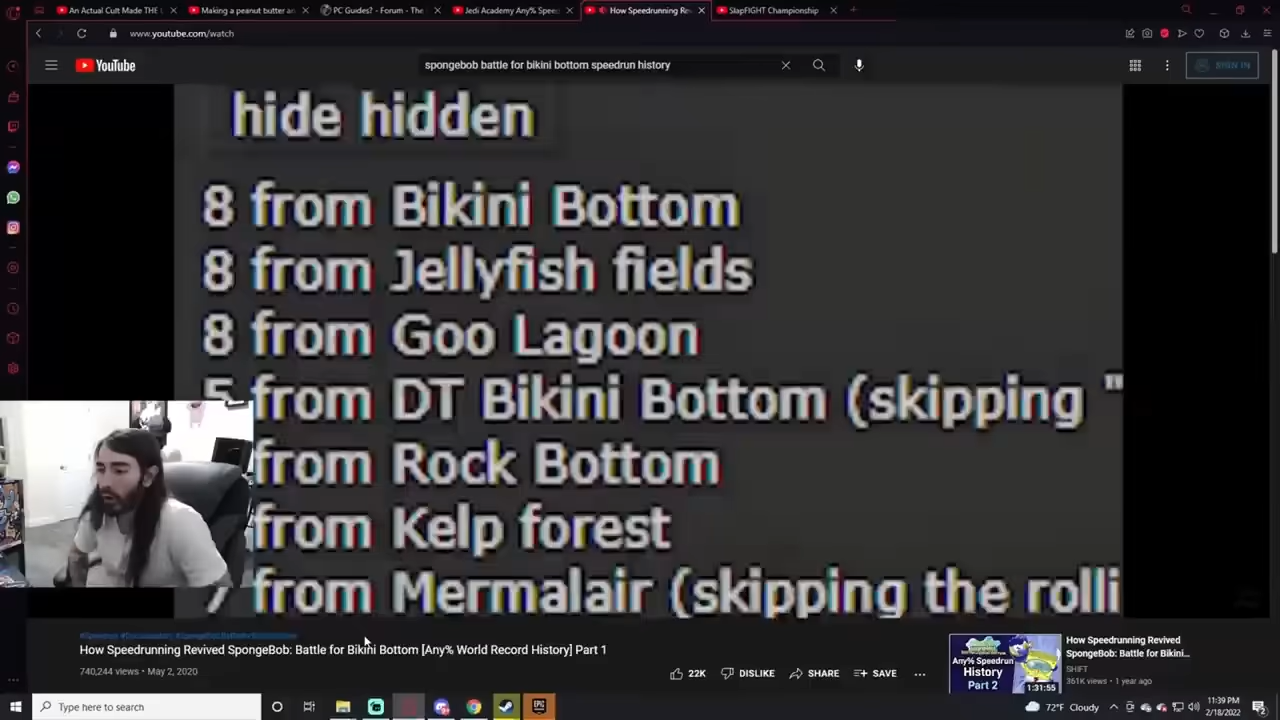 An Actual Cult Made THE L
Making a peanut butter an
PC Guides? - Forum - The
Jedi Academy Any% Spee
How Speedrunning Rev
SlapFIGHT Championship
www.youtube.com/watch
YouTube
spongebob battle for bikini bottom speedrun history
SIGN IN
hide hidden
8 from Bikini Bottom
8 from Jellyfish fields
8 from Goo Lagoon
5 from DT Bikini Bottom (skipping "
from Rock Bottom
from Kelp forest
7 from Mermalair (skipping the rolli
How Speedrunning Revived SpongeBob: Battle for Bikini Bottom [Any% World Record History] Part 1
740,244 views • May 2, 2020
22K
DISLIKE
SHARE
SAVE
Any% Speedrun
History
Part 2
1:31:55
How Speedrunning Revived
SpongeBob: Battle for Bikini...
SHIFT
361K views • 1 year ago
Type here to search
EPIC
72°F Cloudy
11:39 PM
2/18/2022
2